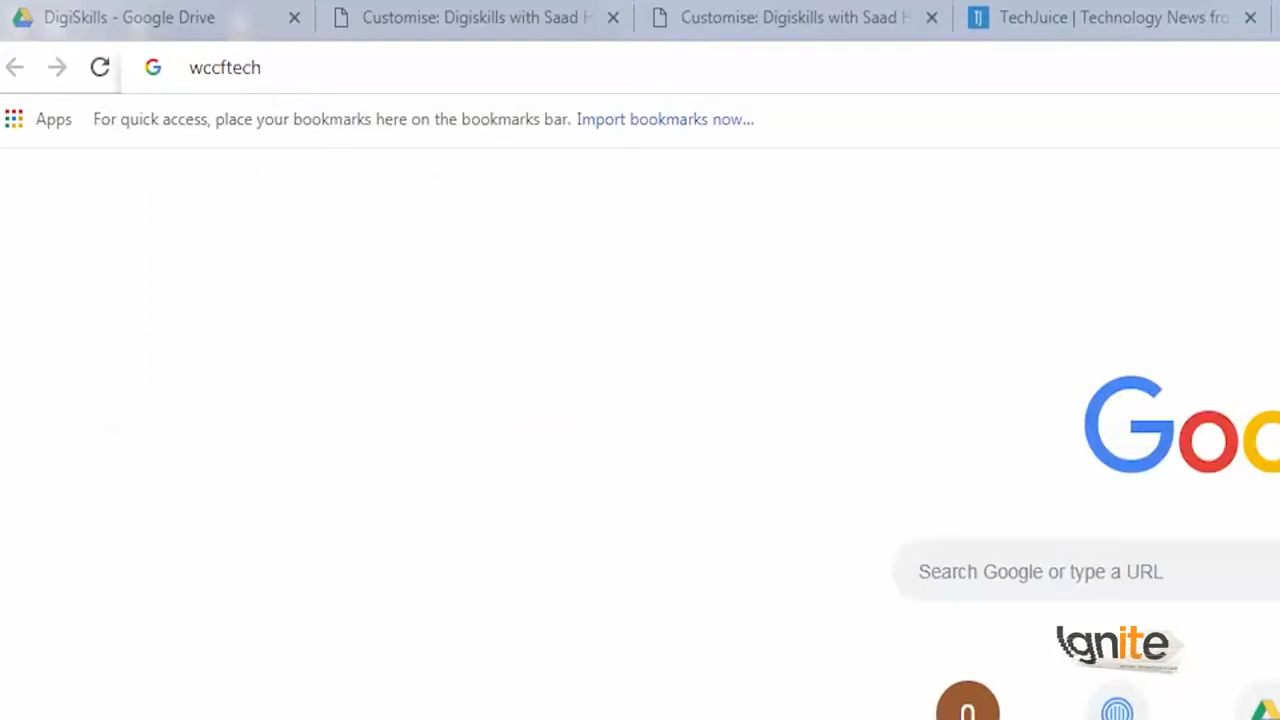 DigiSkills - Google Drive
Customise: Digiskills with Saad H
Customise: Digiskills with Saad H
TechJuice | Technology News fro
wccftech
Apps
For quick access, place your bookmarks here on the bookmarks bar. Import bookmarks now...
Goo
Search Google or type a URL
Ignite